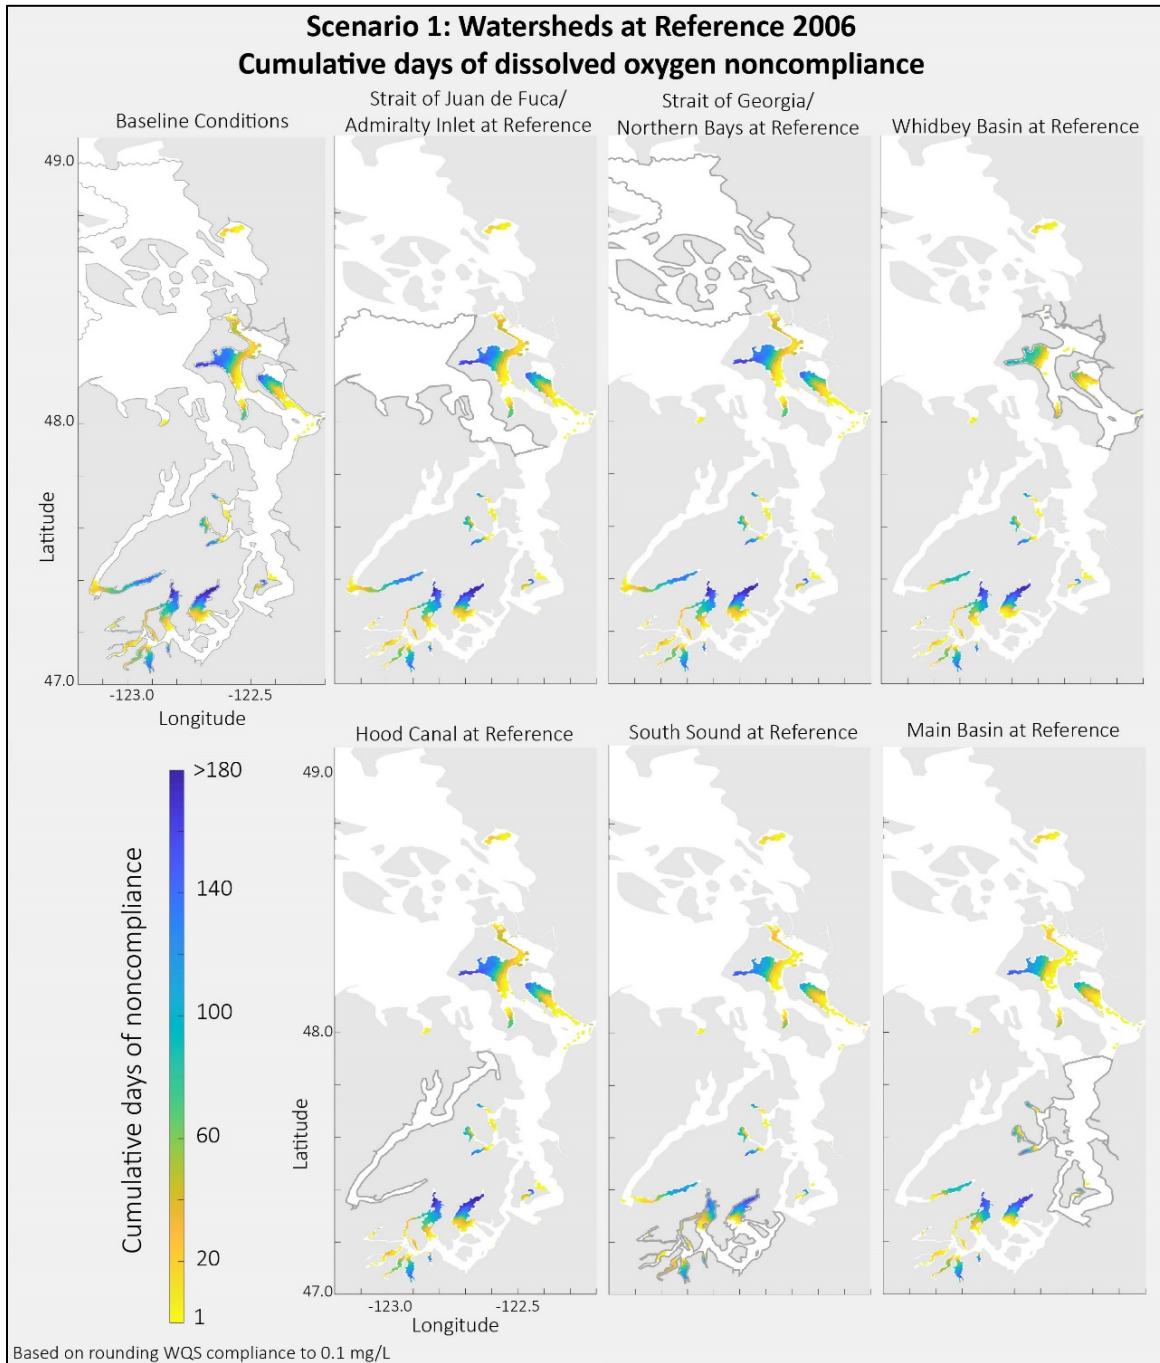 Scenario 1: Watersheds at Reference 2006
Cumulative days of dissolved oxygen noncompliance
Baseline Conditions
Strait of Juan de Fuca/
Admiralty Inlet at Reference
Strait of Georgia/
Northern Bays at Reference
Whidbey Basin at Reference
49.0
48.0
47.0
Latitude
-123.0
-122.5
Longitude
Hood Canal at Reference
South Sound at Reference
Main Basin at Reference
49.0
48.0
47.0
Latitude
-123.0
-122.5
Longitude
Cumulative days of noncompliance
>180
140
100
60
20
1
Based on rounding WQS compliance to 0.1 mg/L